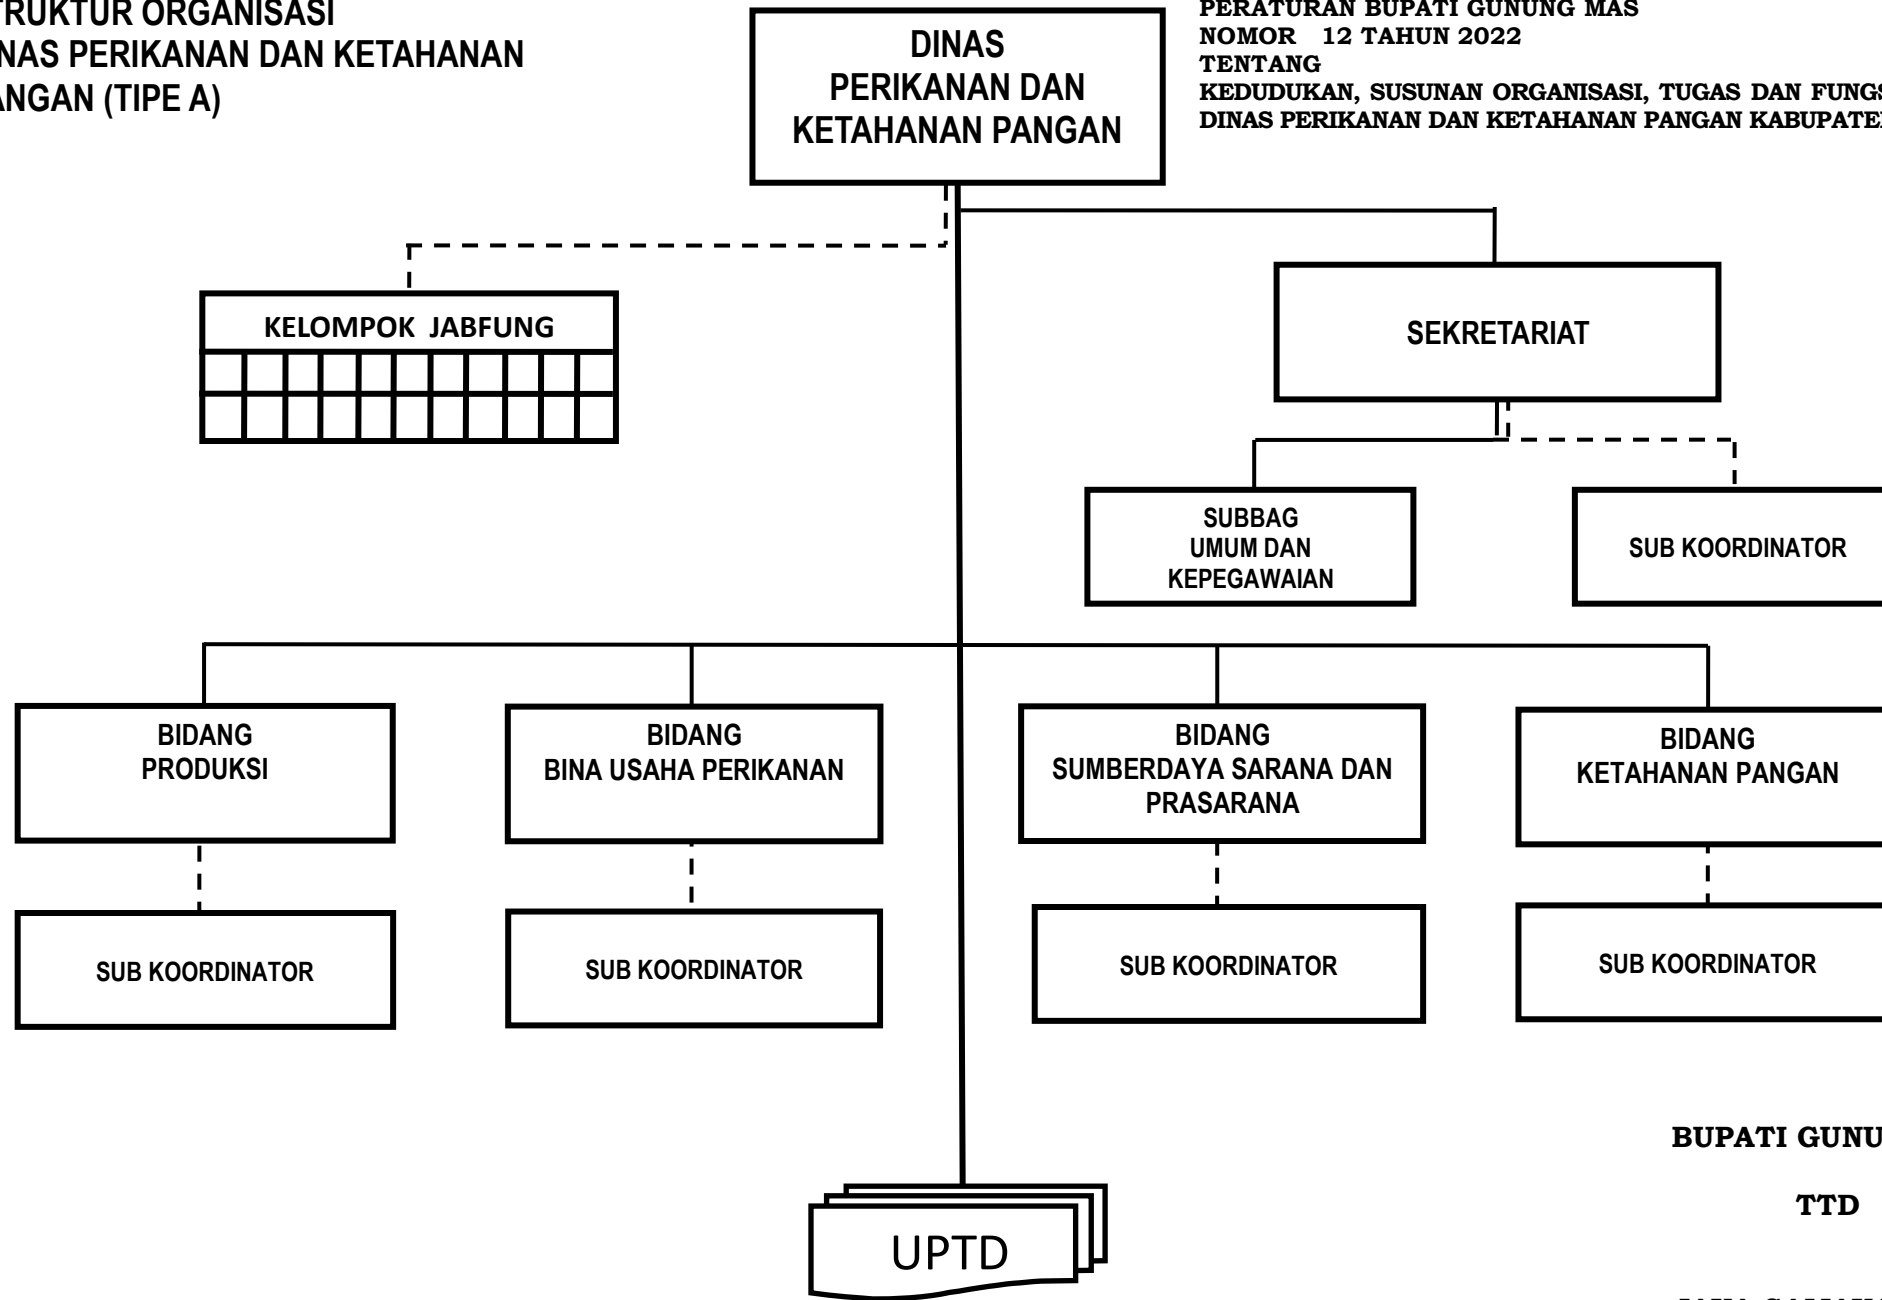 TRUKTUR ORGANISASI
NAS PERIKANAN DAN KETAHANAN
ANGAN (TIPE A)
PERATURAN BUPATI GUNUNG MAS
NOMOR 12 TAHUN 2022
TENTANG
KEDUDUKAN, SUSUNAN ORGANISASI, TUGAS DAN FUNGS
DINAS PERIKANAN DAN KETAHANAN PANGAN KABUPATE
DINAS
PERIKANAN DAN
KETAHANAN PANGAN
KELOMPOK JABFUNG
SEKRETARIAT
SUBBAG
UMUM DAN
KEPEGAWAIAN
SUB KOORDINATOR
BIDANG
PRODUKSI
BIDANG
BINA USAHA PERIKANAN
BIDANG
SUMBERDAYA SARANA DAN
PRASARANA
BIDANG
KETAHANAN PANGAN
SUB KOORDINATOR
SUB KOORDINATOR
SUB KOORDINATOR
SUB KOORDINATOR
BUPATI GUNU
TTD
UPTD